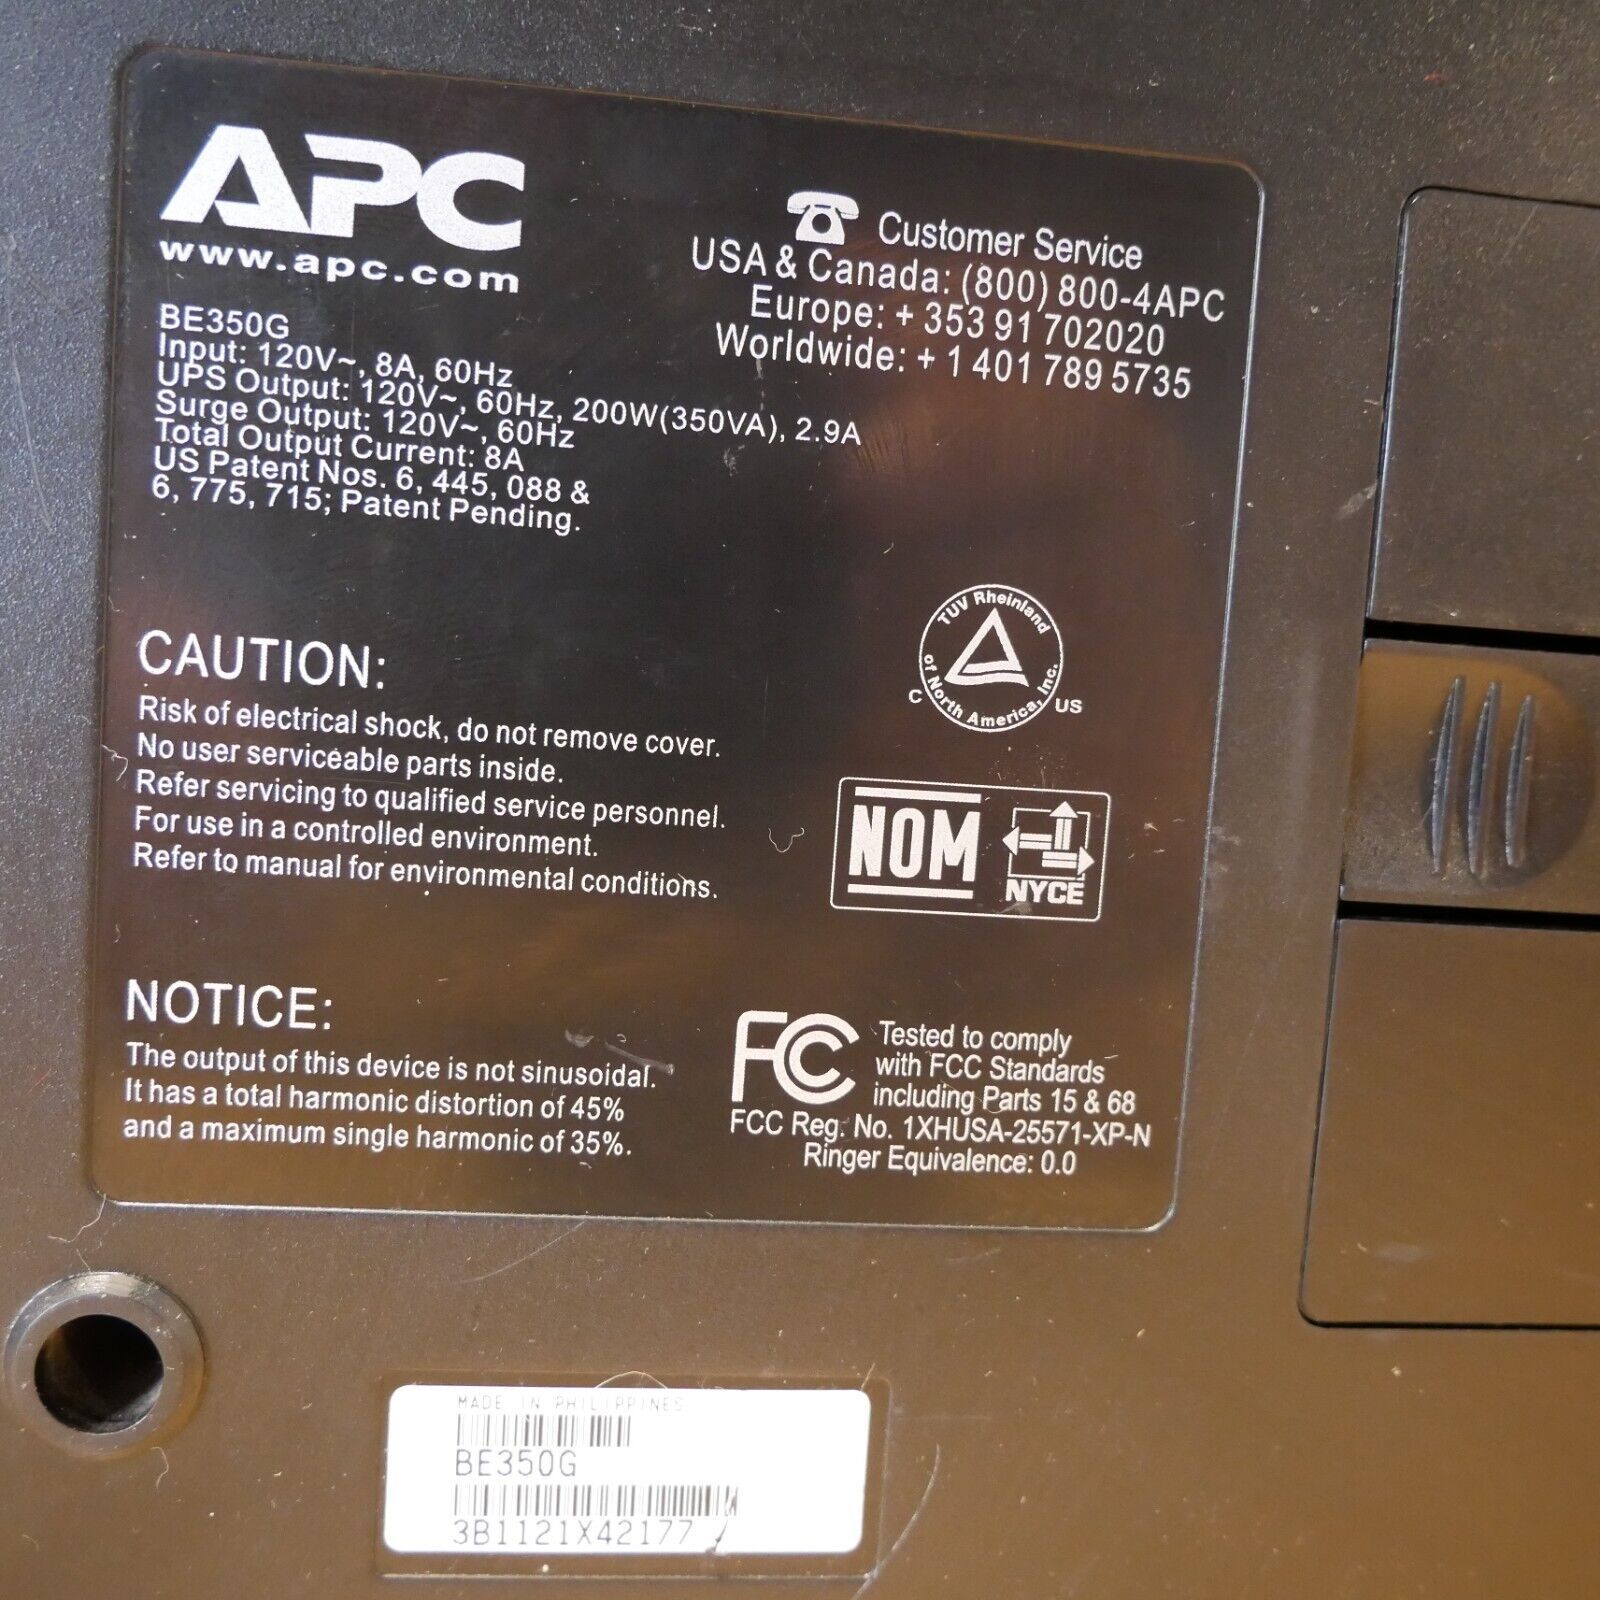 APC
www.apc.com
BE350G
Input: 120V~, 8A, 60Hz
UPS Output: 120V~, 60Hz, 200W(350VA), 2.9A
Surge Output: 120V~, 60Hz
Total Output Current: 8A
US Patent Nos. 6, 445, 088 &
6, 775, 715; Patent Pending.
Customer Service
USA & Canada: (800) 800-4APC
Europe: + 353 91 702020
Worldwide: + 1 401 789 5735
CAUTION:
Risk of electrical shock, do not remove cover.
No user serviceable parts inside.
Refer servicing to qualified service personnel.
For use in a controlled environment.
Refer to manual for environmental conditions.
TUV Rheinland
of North America, Inc.
C US
NOM
NYCE
NOTICE:
The output of this device is not sinusoidal.
It has a total harmonic distortion of 45%
and a maximum single harmonic of 35%.
FC
Tested to comply
with FCC Standards
including Parts 15 & 68
FCC Reg. No. 1XHUSA-25571-XP-N
Ringer Equivalence: 0.0
MADE IN PHILIPPINES
BE350G
3B1121X42177